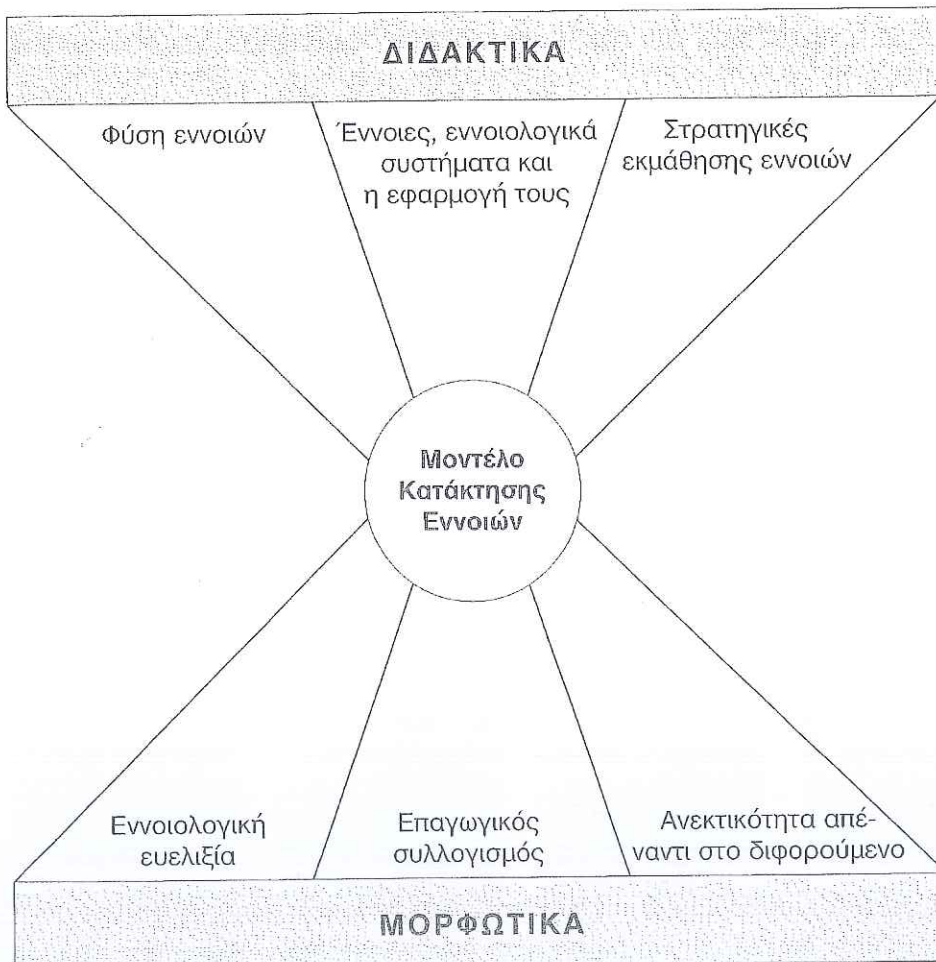 ΔΙΔΑΚΤΙΚΑ
Φύση εννοιών
Έννοιες, εννοιολογικά
συστήματα και
η εφαρμογή τους
Στρατηγικές
εκμάθησης εννοιών
Μοντέλο
Κατάκτησης
Εννοιών
Εννοιολογική
ευελιξία
Επαγωγικός
συλλογισμός
Ανεκτικότητα απέ-
ναντι στο διφορούμενο
ΜΟΡΦΩΤΙΚΑ